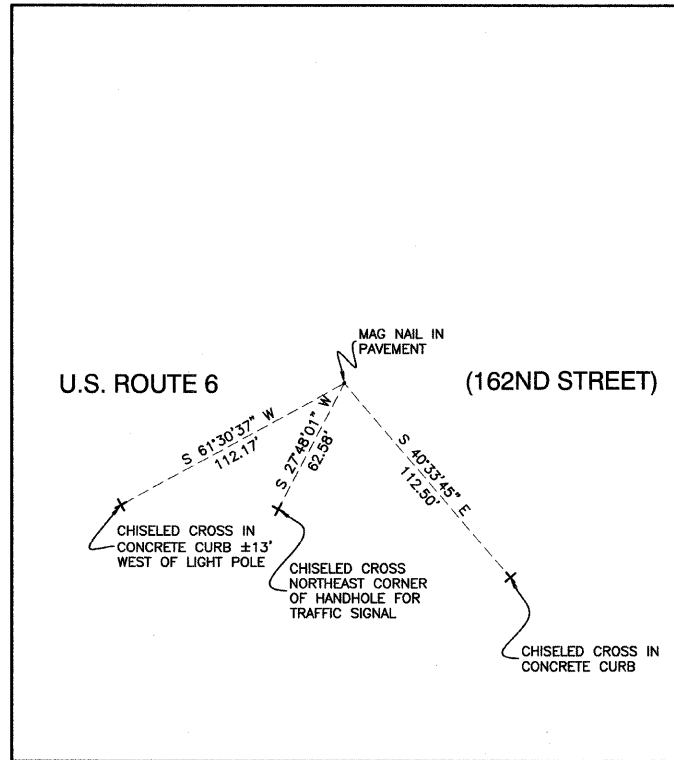 MAG NAIL IN
PAVEMENT
U.S. ROUTE 6
(162ND STREET)
S 61°30'37" W
112.17'
S 27°48'01" W
62.58'
S 40°33'45" E
112.50'
CHISELED CROSS IN
CONCRETE CURB ±13'
WEST OF LIGHT POLE
CHISELED CROSS
NORTHEAST CORNER
OF HANDHOLE FOR
TRAFFIC SIGNAL
CHISELED CROSS IN
CONCRETE CURB